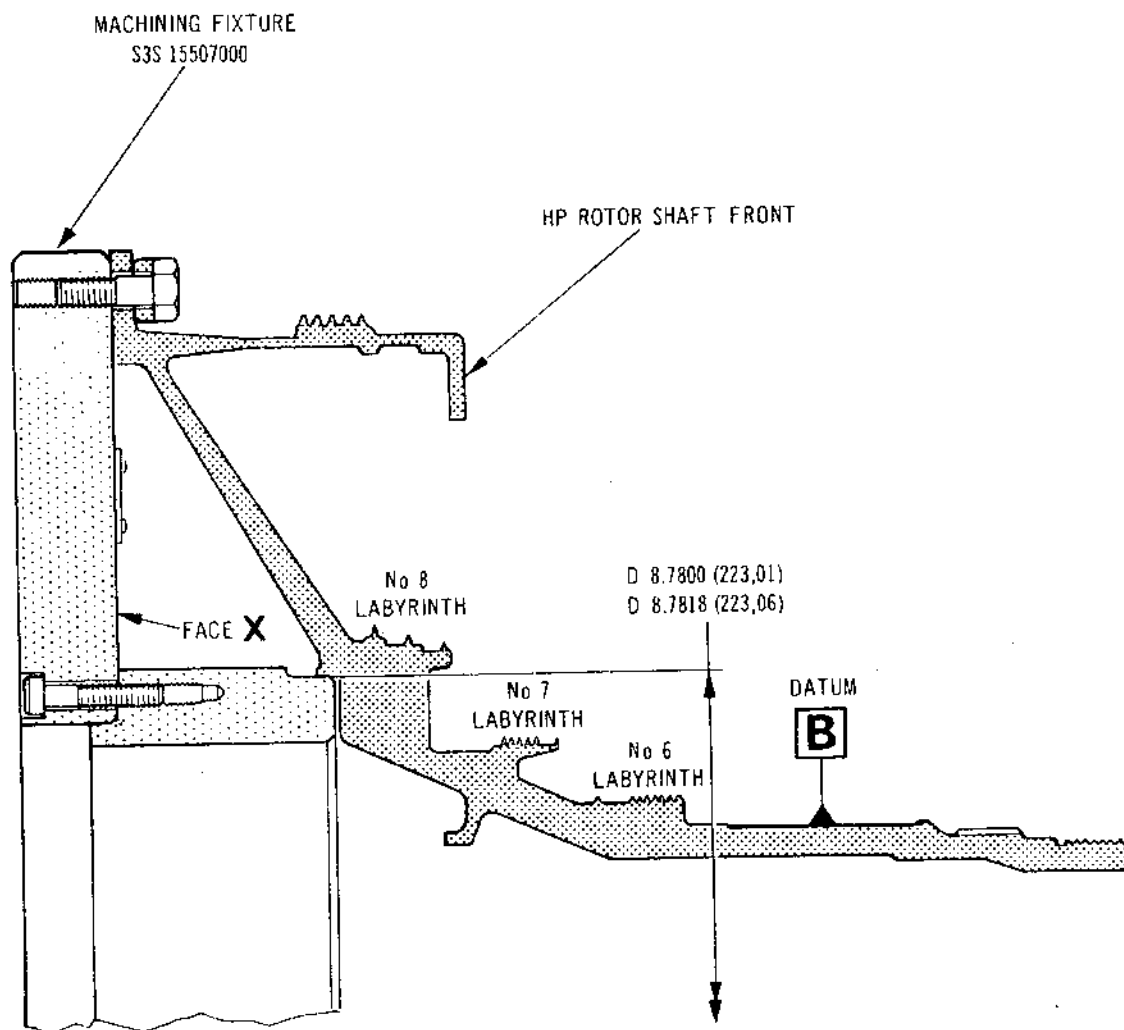 MACHINING FIXTURE
S3S 15507000
HP ROTOR SHAFT FRONT
No 8
LABYRINTH
D 8.7800 (223,01)
D 8.7818 (223,06)
FACE X
No 7
LABYRINTH
DATUM
B
No 6
LABYRINTH